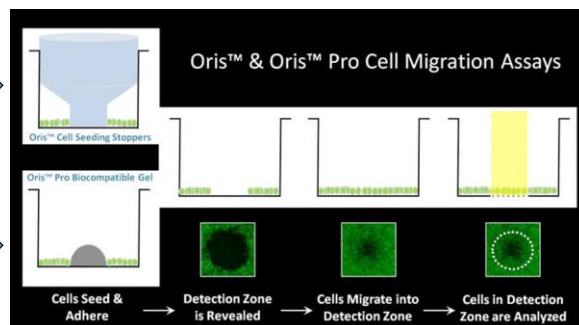 Oris™ & Oris™ Pro Cell Migration Assays
Oris™ Cell Seeding Stoppers
Oris™ Pro Biocompatible Gel
Cells Seed &
Adhere
Detection Zone
is Revealed
Cells Migrate into
Detection Zone
Cells in Detection
Zone are Analyzed